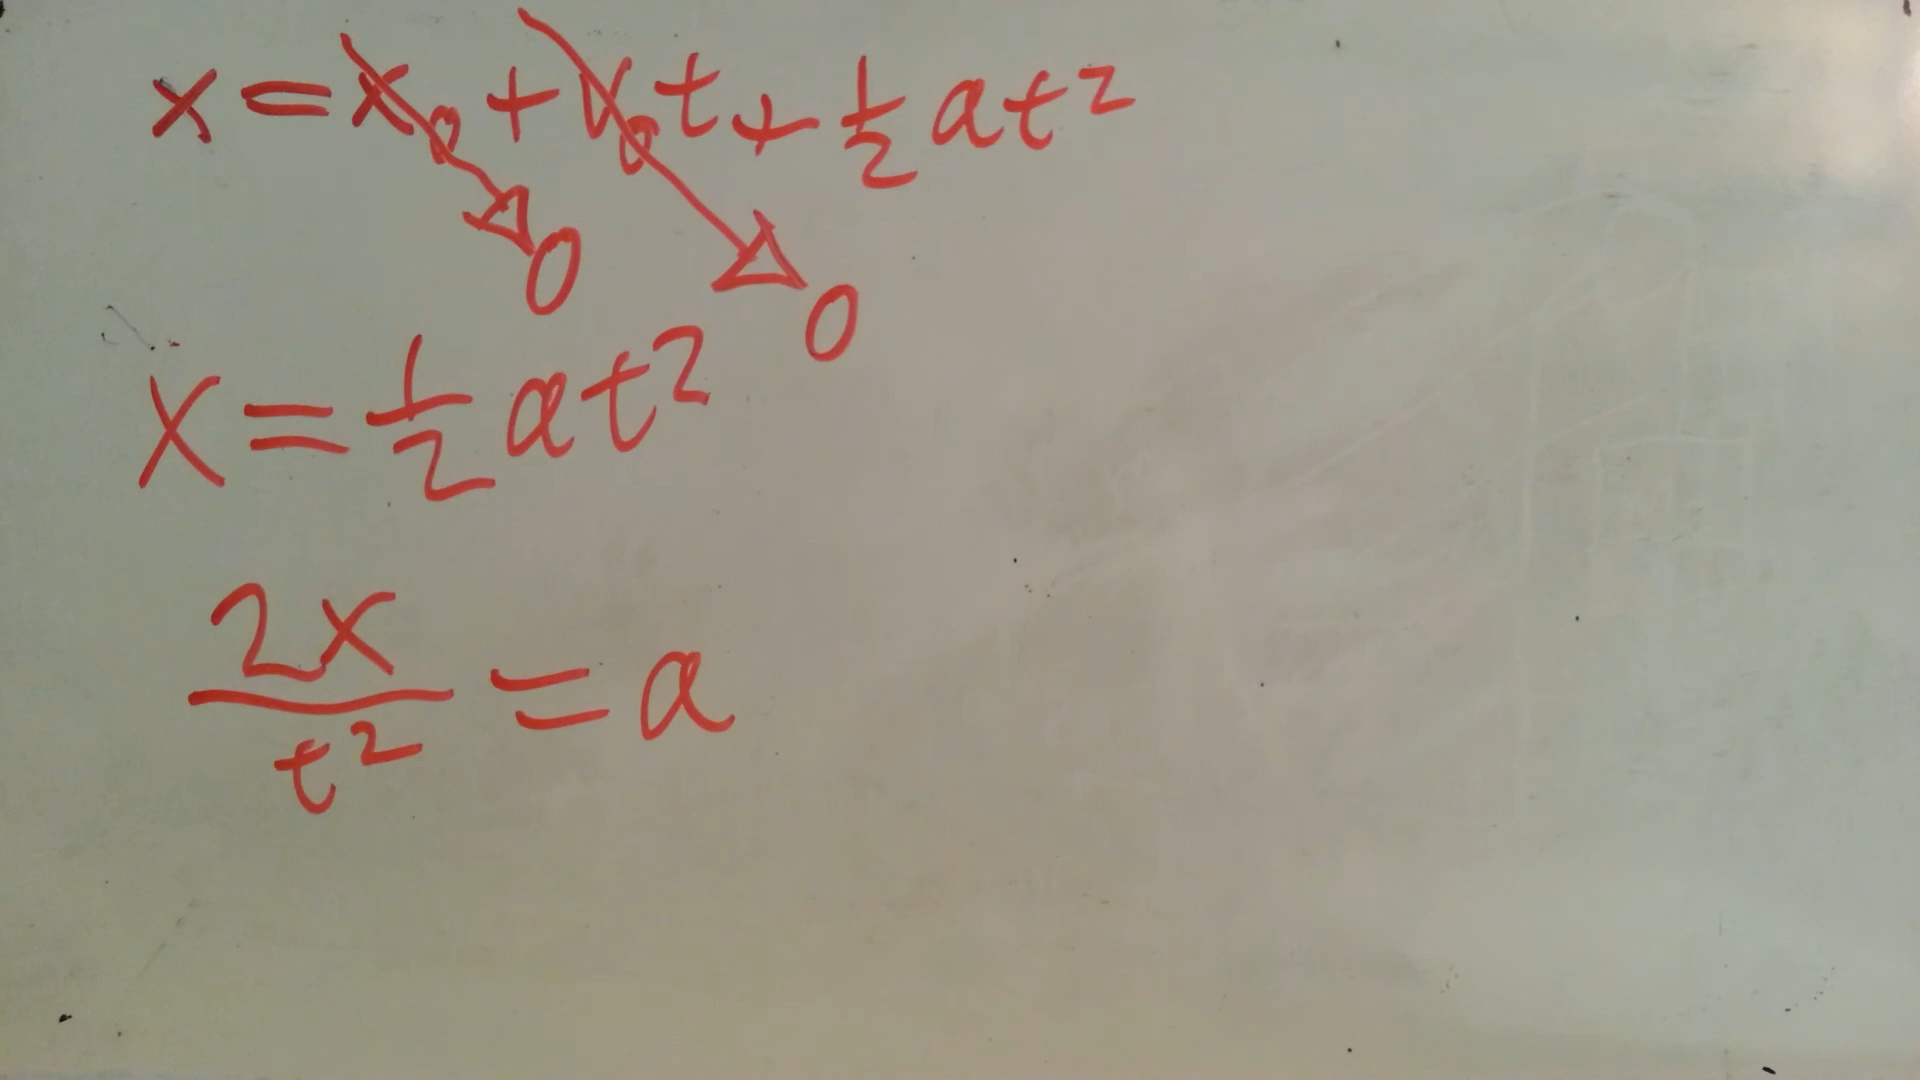 x = x₀ + v₀t + ½at²
0 0
x = ½at²
2x/t² = a